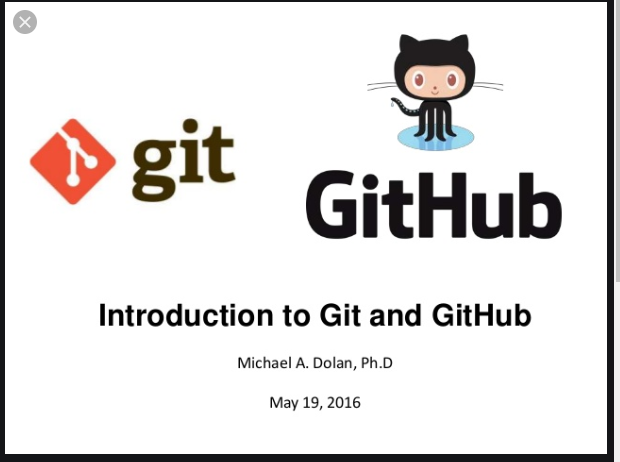 git
GitHub
Introduction to Git and GitHub
Michael A. Dolan, Ph.D
May 19, 2016